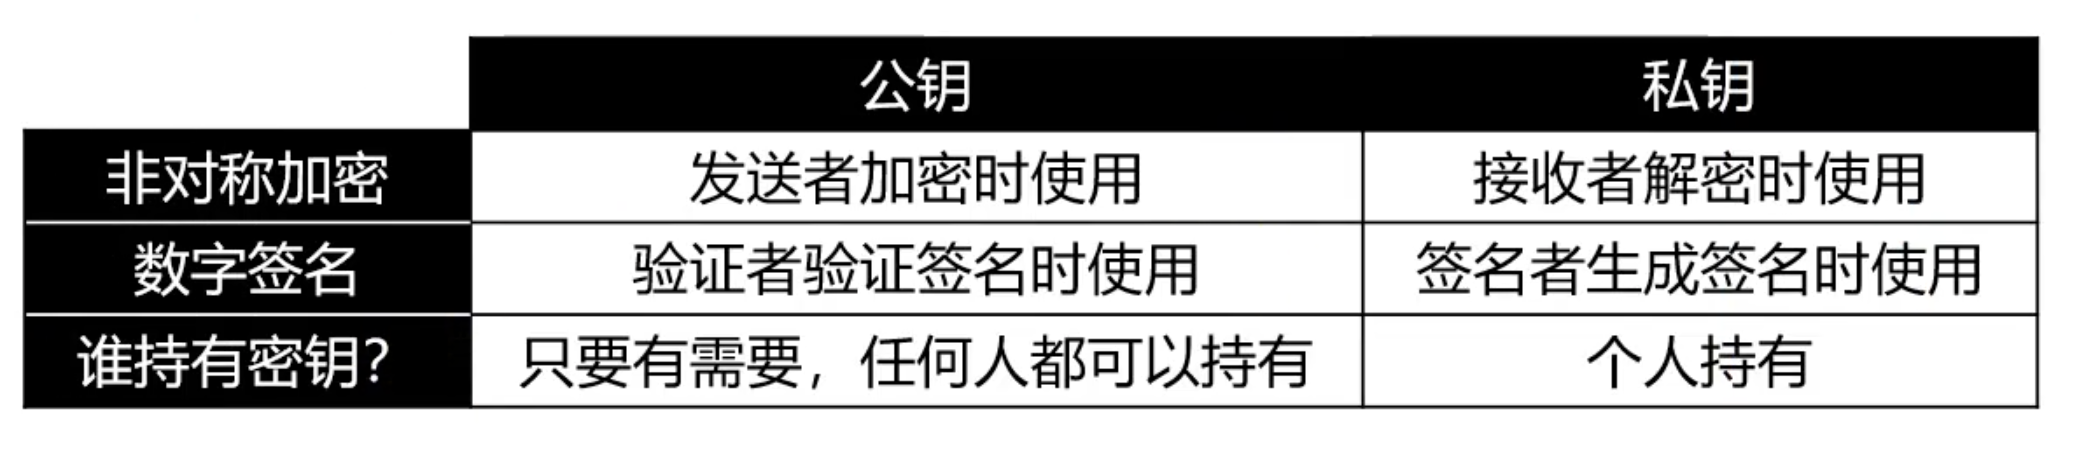 公钥 私钥
非对称加密 发送者加密时使用 接收者解密时使用
数字签名 验证者验证签名时使用 签名者生成签名时使用
谁持有密钥？ 只要有需要，任何人都可以持有 个人持有